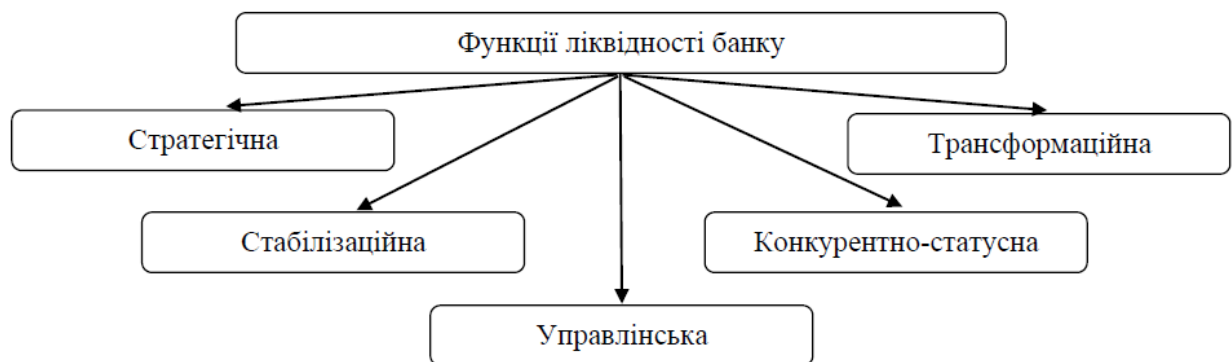 Функції ліквідності банку
Стратегічна
Трансформаційна
Стабілізаційна
Конкурентно-статусна
Управлінська